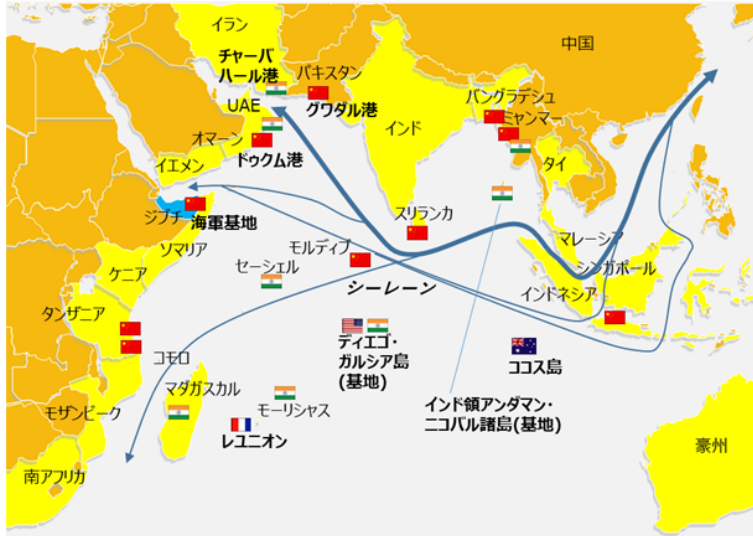 イラン
中国
チャーバ
ハール港
パキスタン
グワダル港
バングラデシュ
ミャンマー
UAE
インド
オマーン
ドゥクム港
タイ
イエメン
ジブチ
海軍基地
スリランカ
マレーシア
ソマリア
モルディブ
シンガポール
セーシェル
ケニア
シーレーン
インドネシア
タンザニア
ディエゴ・
ガルシア島
(基地)
ココス島
コモロ
マダガスカル
モーリシャス
インド領アンダマン・
ニコバル諸島(基地)
モザンビーク
レユニオン
豪州
南アフリカ